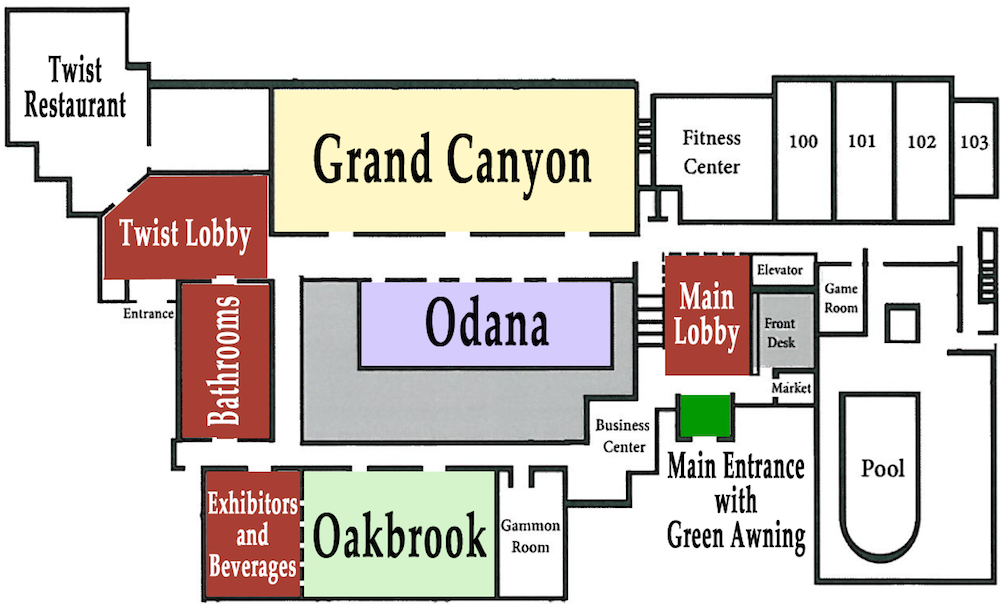 Twist
Restaurant
Grand Canyon
Fitness
Center
100
101
102
103
Twist Lobby
Entrance
Bathrooms
Odana
Main
Lobby
Elevator
Front
Desk
Market
Game
Room
Business
Center
Main Entrance
with
Green Awning
Pool
Exhibitors
and
Beverages
Oakbrook
Gammon
Room